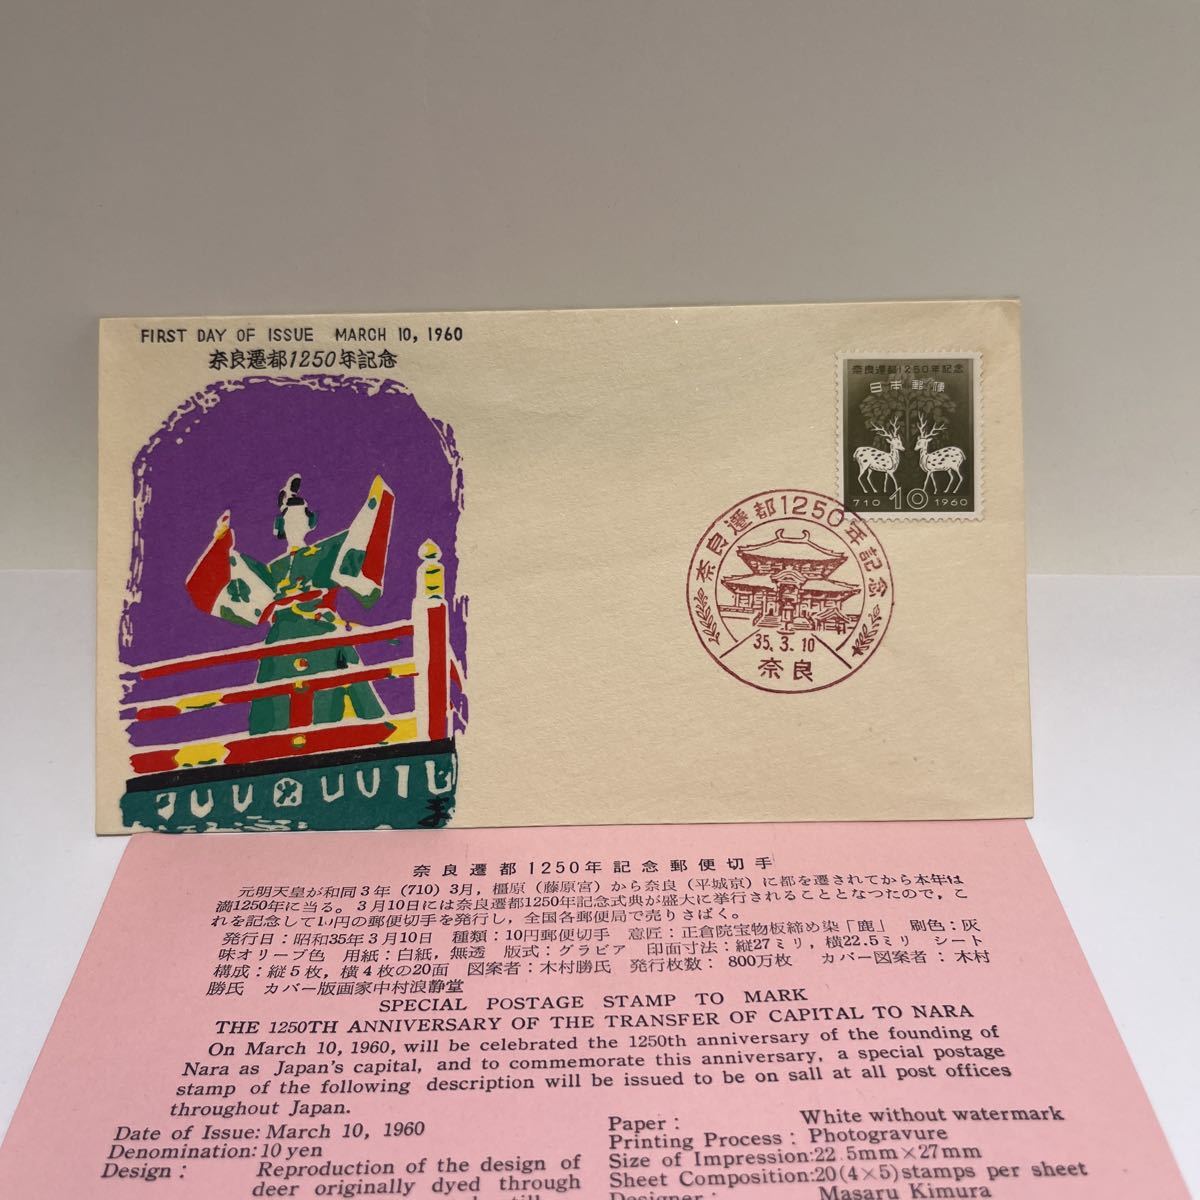 FIRST DAY OF ISSUE MARCH 10, 1960
奈良遷都1250年記念
奈良遷都1250年記念
日本郵便
710 10 1960
奈良遷都1250年記念
35.3.10
奈良
奈良遷都1250年記念郵便切手
元明天皇が和同3年(710)3月,橿原(藤原宮)から奈良(平城京)に都を遷されてから本年は
満1250年に当る。3月10日には奈良遷都1250年記念式典が盛大に挙行されることとなつたので,こ
れを記念して10円の郵便切手を発行し,全国各郵便局で売りさばく。
発行日:昭和35年3月10日 種類:10円郵便切手 意匠:正倉院宝物板締め染「鹿」 刷色:灰
味オリーブ色 用紙:白紙,無透 版式:グラビア 印面寸法:縦27ミリ,横22.5ミリ シート
構成:縦5枚,横4枚の20面 図案者:木村勝氏 発行枚数:800万枚 カバー図案者:木村
勝氏 カバー版画家中村浪静堂
SPECIAL POSTAGE STAMP TO MARK
THE 1250TH ANNIVERSARY OF THE TRANSFER OF CAPITAL TO NARA
On March 10, 1960, will be celebrated the 1250th anniversary of the founding of
Nara as Japan's capital, and to commemorate this anniversary, a special postage
stamp of the following description will be issued to be on sall at all post offices
throughout Japan.
Date of Issue: March 10, 1960
Denomination: 10 yen
Design : Reproduction of the design of
deer originally dyed through
Paper : White without watermark
Printing Process : Photogravure
Size of Impression: 22.5mm×27mm
Sheet Composition: 20(4×5) stamps per sheet
Designer : Masaru Kimura